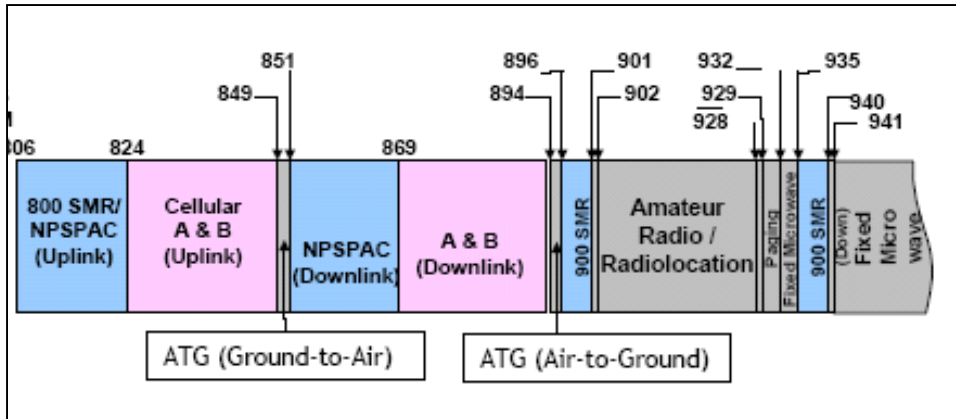 851
896
901
932
935
849
894
902
929
928
940
941
824
869
800 SMR/
NPSPAC
(Uplink)
Cellular
A & B
(Uplink)
NPSPAC
(Downlink)
A & B
(Downlink)
900 SMR
Amateur
Radio /
Radiolocation
Paging
Fixed Microwave
900 SMR
(Down)
Fixed
Micro
wave
ATG (Ground-to-Air)
ATG (Air-to-Ground)